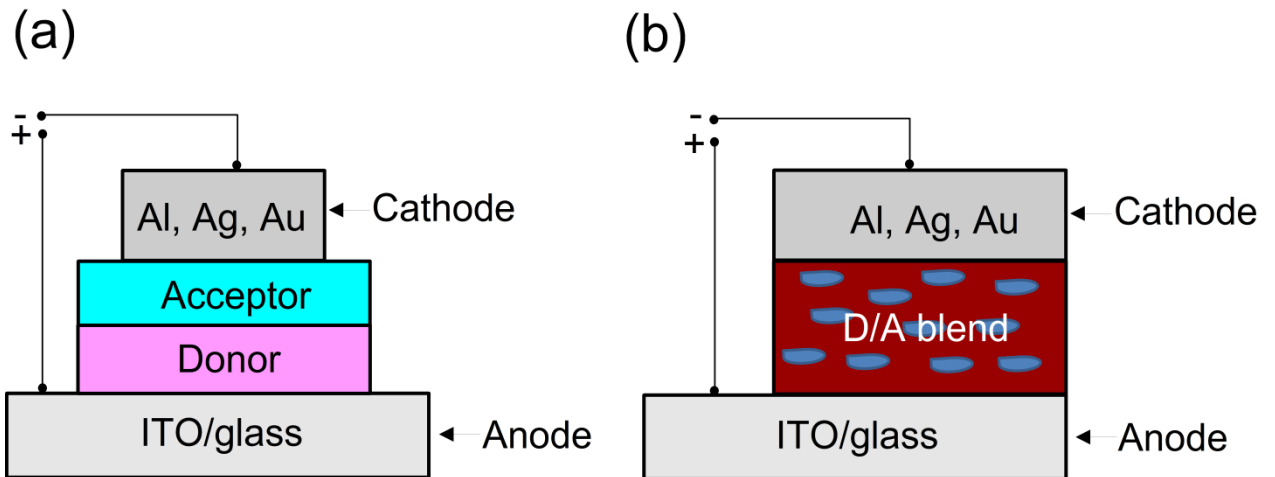 (a)
-
+
Al, Ag, Au
Cathode
Acceptor
Donor
ITO/glass
Anode
(b)
-
+
Al, Ag, Au
Cathode
D/A blend
ITO/glass
Anode